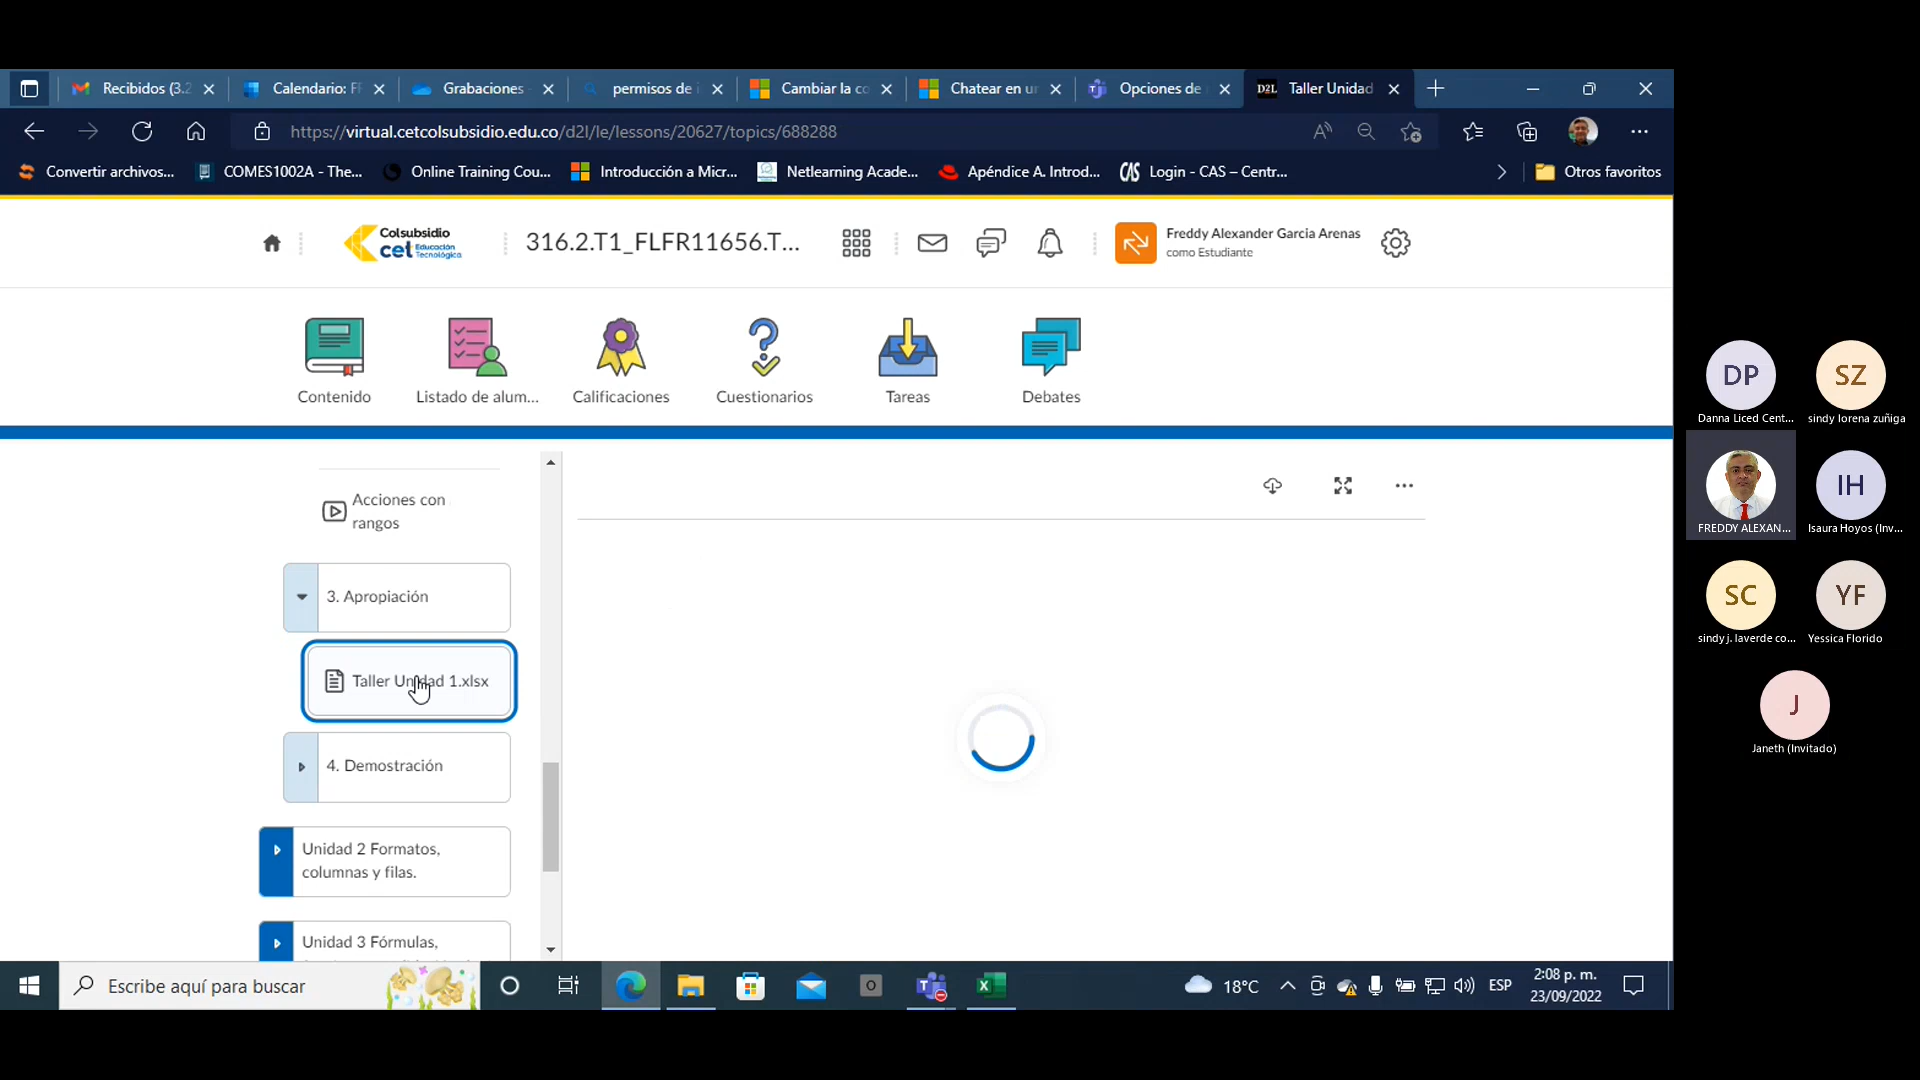 Recibidos (3.2
Calendario: F
Grabaciones -
permisos de i
Cambiar la co
Chatear en un
Opciones de r
D2L Taller Unidad
https://virtual.cetcolsubsidio.edu.co/d2l/le/lessons/20627/topics/688288
Convertir archivos...
COMES1002A - The...
Online Training Cou...
Introducción a Micr...
Netlearning Acade...
Apéndice A. Introd...
CAS Login - CAS – Centr...
Otros favoritos
Colsubsidio
cet Educación
Tecnológica
316.2.T1_FLFR11656.T...
Freddy Alexander Garcia Arenas
como Estudiante
Contenido
Listado de alum...
Calificaciones
Cuestionarios
Tareas
Debates
Acciones con
rangos
3. Apropiación
Taller Unidad 1.xlsx
4. Demostración
Unidad 2 Formatos,
columnas y filas.
Unidad 3 Fórmulas,
DP
Danna Liced Cent...
SZ
sindy lorena zuñiga
FREDDY ALEXAN...
IH
Isaura Hoyos (Inv...
SC
sindy j. laverde co...
YF
Yessica Florido
J
Janeth (Invitado)
Escribe aquí para buscar
18°C
ESP
2:08 p. m.
23/09/2022